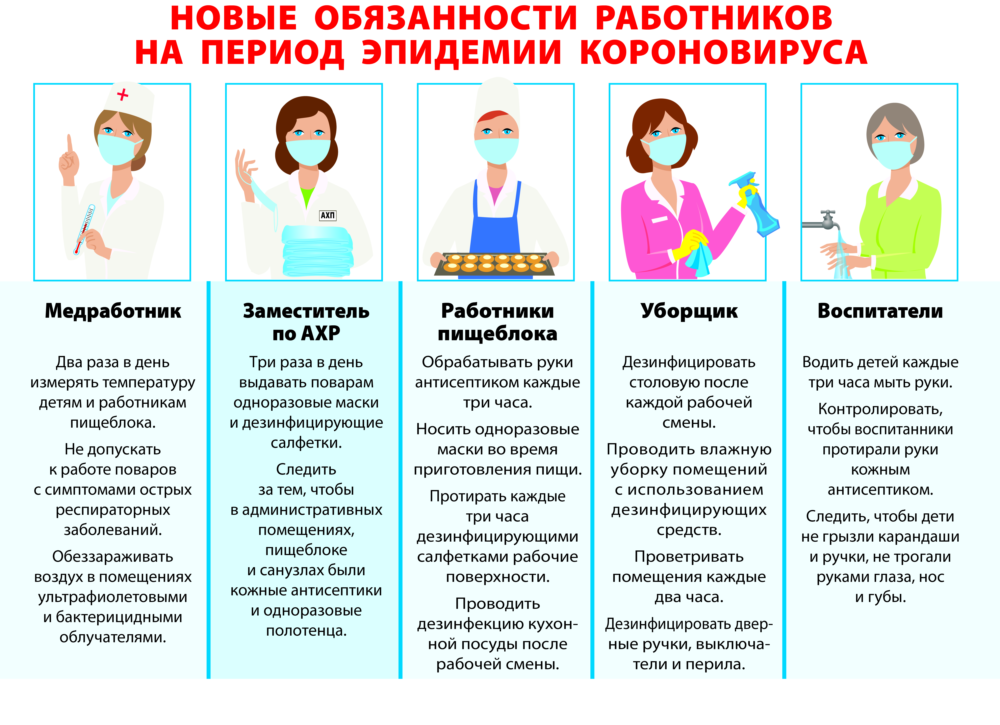 НОВЫЕ ОБЯЗАННОСТИ РАБОТНИКОВ
НА ПЕРИОД ЭПИДЕМИИ КОРОНОВИРУСА
АХП
Медработник
Два раза в день
измерять температуру
детям и работникам
пищеблока.
Не допускать
к работе поваров
с симптомами острых
респираторных
заболеваний.
Обеззараживать
воздух в помещениях
ультрафиолетовыми
и бактерицидными
облучателями.
Заместитель
по АХР
Три раза в день
выдавать поварам
одноразовые маски
и дезинфицирующие
салфетки.
Следить
за тем, чтобы
в административных
помещениях,
пищеблоке
и санузлах были
кожные антисептики
и одноразовые
полотенца.
Работники
пищеблока
Обрабатывать руки
антисептиком каждые
три часа.
Носить одноразовые
маски во время
приготовления пищи.
Протирать каждые
три часа
дезинфицирующими
салфетками рабочие
поверхности.
Проводить
дезинфекцию кухон-
ной посуды после
рабочей смены.
Уборщик
Дезинфицировать
столовую после
каждой рабочей
смены.
Проводить влажную
уборку помещений
с использованием
дезинфицирующих
средств.
Проветривать
помещения каждые
два часа.
Дезинфицировать двер-
ные ручки, выключа-
тели и перила.
Воспитатели
Водить детей каждые
три часа мыть руки.
Контролировать,
чтобы воспитанники
протирали руки
кожным
антисептиком.
Следить, чтобы дети
не грызли карандаши
и ручки, не трогали
руками глаза, нос
и губы.